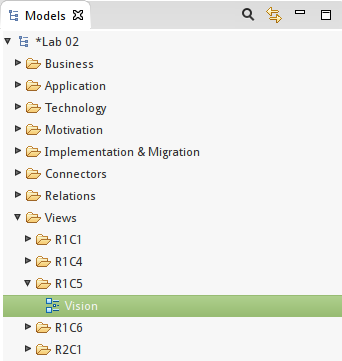 Models
*Lab 02
Business
Application
Technology
Motivation
Implementation & Migration
Connectors
Relations
Views
R1C1
R1C4
R1C5
Vision
R1C6
R2C1